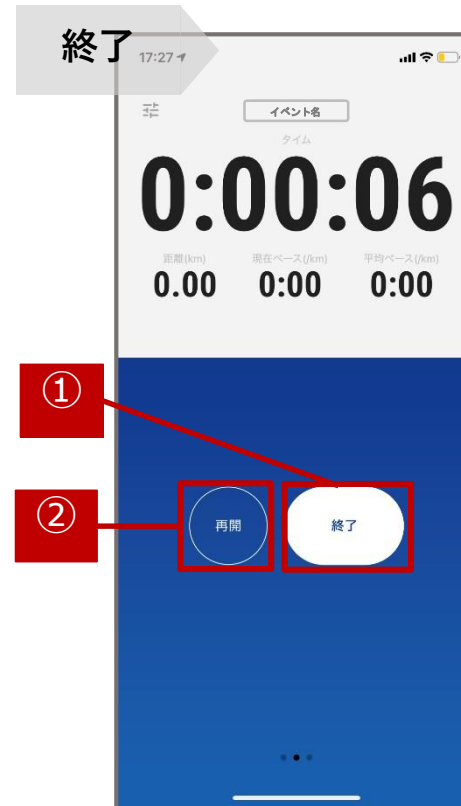 終了
17:27
イベント名
タイム
0:00:06
距離(km) 現在ペース(/km) 平均ペース(/km)
0.00 0:00 0:00
①
②
再開 終了